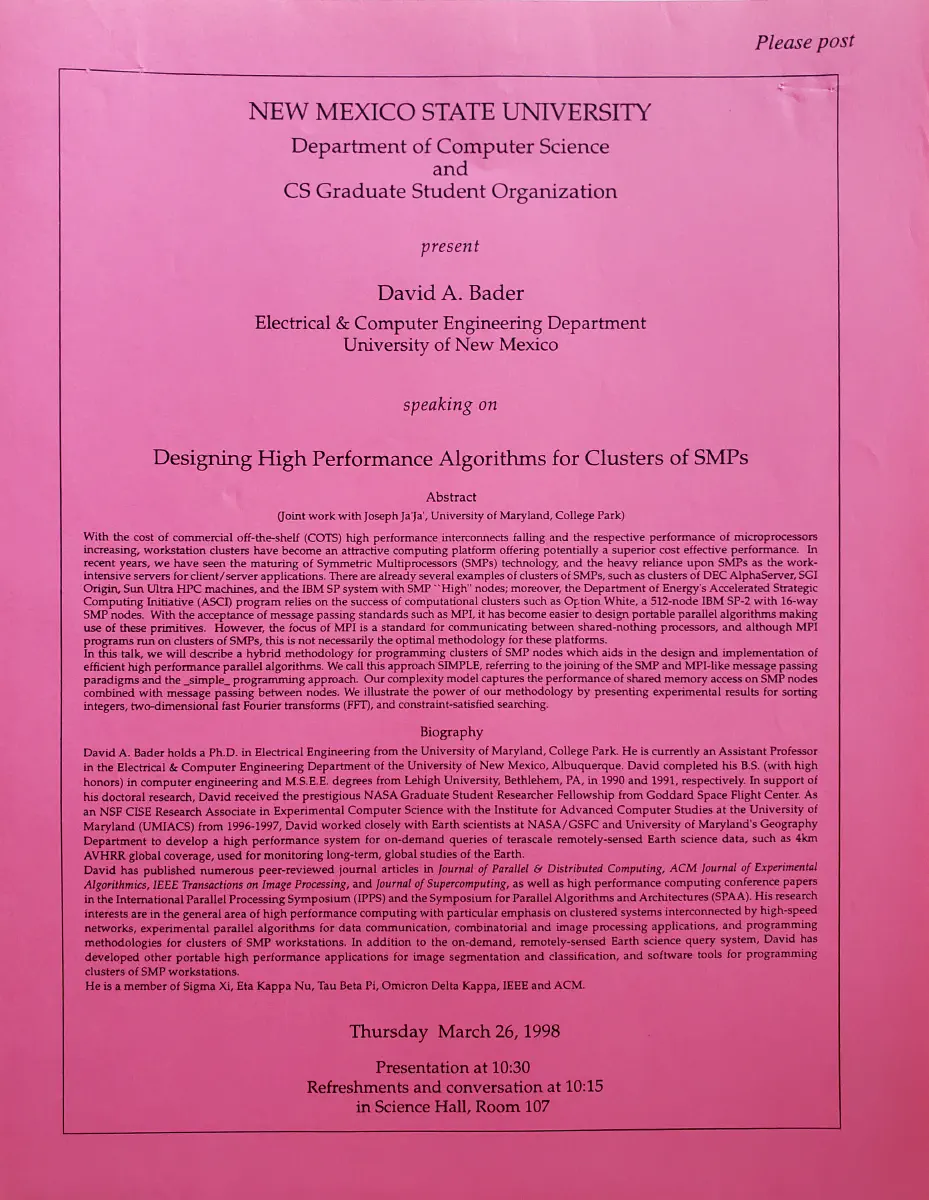 Please post
NEW MEXICO STATE UNIVERSITY
Department of Computer Science
and
CS Graduate Student Organization
present
David A. Bader
Electrical & Computer Engineering Department
University of New Mexico
speaking on
Designing High Performance Algorithms for Clusters of SMPs
Abstract
(Joint work with Joseph Ja'Ja', University of Maryland, College Park)
With the cost of commercial off-the-shelf (COTS) high performance interconnects falling and the respective performance of microprocessors
increasing, workstation clusters have become an attractive computing platform offering potentially a superior cost effective performance. In
recent years, we have seen the maturing of Symmetric Multiprocessors (SMPs) technology, and the heavy reliance upon SMPs as the work-
intensive servers for client/server applications. There are already several examples of clusters of SMPs, such as clusters of DEC AlphaServer, SGI
Origin, Sun Ultra HPC machines, and the IBM SP system with SMP ``High" nodes; moreover, the Department of Energy's Accelerated Strategic
Computing Initiative (ASCI) program relies on the success of computational clusters such as Option White, a 512-node IBM SP-2 with 16-way
SMP nodes. With the acceptance of message passing standards such as MPI, it has become easier to design portable parallel algorithms making
use of these primitives. However, the focus of MPI is a standard for communicating between shared-nothing processors, and although MPI
programs run on clusters of SMPs, this is not necessarily the optimal methodology for these platforms.
In this talk, we will describe a hybrid methodology for programming clusters of SMP nodes which aids in the design and implementation of
efficient high performance parallel algorithms. We call this approach SIMPLE, referring to the joining of the SMP and MPI-like message passing
paradigms and the _simple_ programming approach. Our complexity model captures the performance of shared memory access on SMP nodes
combined with message passing between nodes. We illustrate the power of our methodology by presenting experimental results for sorting
integers, two-dimensional fast Fourier transforms (FFT), and constraint-satisfied searching.
Biography
David A. Bader holds a Ph.D. in Electrical Engineering from the University of Maryland, College Park. He is currently an Assistant Professor
in the Electrical & Computer Engineering Department of the University of New Mexico, Albuquerque. David completed his B.S. (with high
honors) in computer engineering and M.S.E.E. degrees from Lehigh University, Bethlehem, PA, in 1990 and 1991, respectively. In support of
his doctoral research, David received the prestigious NASA Graduate Student Researcher Fellowship from Goddard Space Flight Center. As
an NSF CISE Research Associate in Experimental Computer Science with the Institute for Advanced Computer Studies at the University of
Maryland (UMIACS) from 1996-1997, David worked closely with Earth scientists at NASA/GSFC and University of Maryland's Geography
Department to develop a high performance system for on-demand queries of terascale remotely-sensed Earth science data, such as 4km
AVHRR global coverage, used for monitoring long-term, global studies of the Earth.
David has published numerous peer-reviewed journal articles in Journal of Parallel & Distributed Computing, ACM Journal of Experimental
Algorithmics, IEEE Transactions on Image Processing, and Journal of Supercomputing, as well as high performance computing conference papers
in the International Parallel Processing Symposium (IPPS) and the Symposium for Parallel Algorithms and Architectures (SPAA). His research
interests are in the general area of high performance computing with particular emphasis on clustered systems interconnected by high-speed
networks, experimental parallel algorithms for data communication, combinatorial and image processing applications, and programming
methodologies for clusters of SMP workstations. In addition to the on-demand, remotely-sensed Earth science query system, David has
developed other portable high performance applications for image segmentation and classification, and software tools for programming
clusters of SMP workstations.
He is a member of Sigma Xi, Eta Kappa Nu, Tau Beta Pi, Omicron Delta Kappa, IEEE and ACM.
Thursday March 26, 1998
Presentation at 10:30
Refreshments and conversation at 10:15
in Science Hall, Room 107